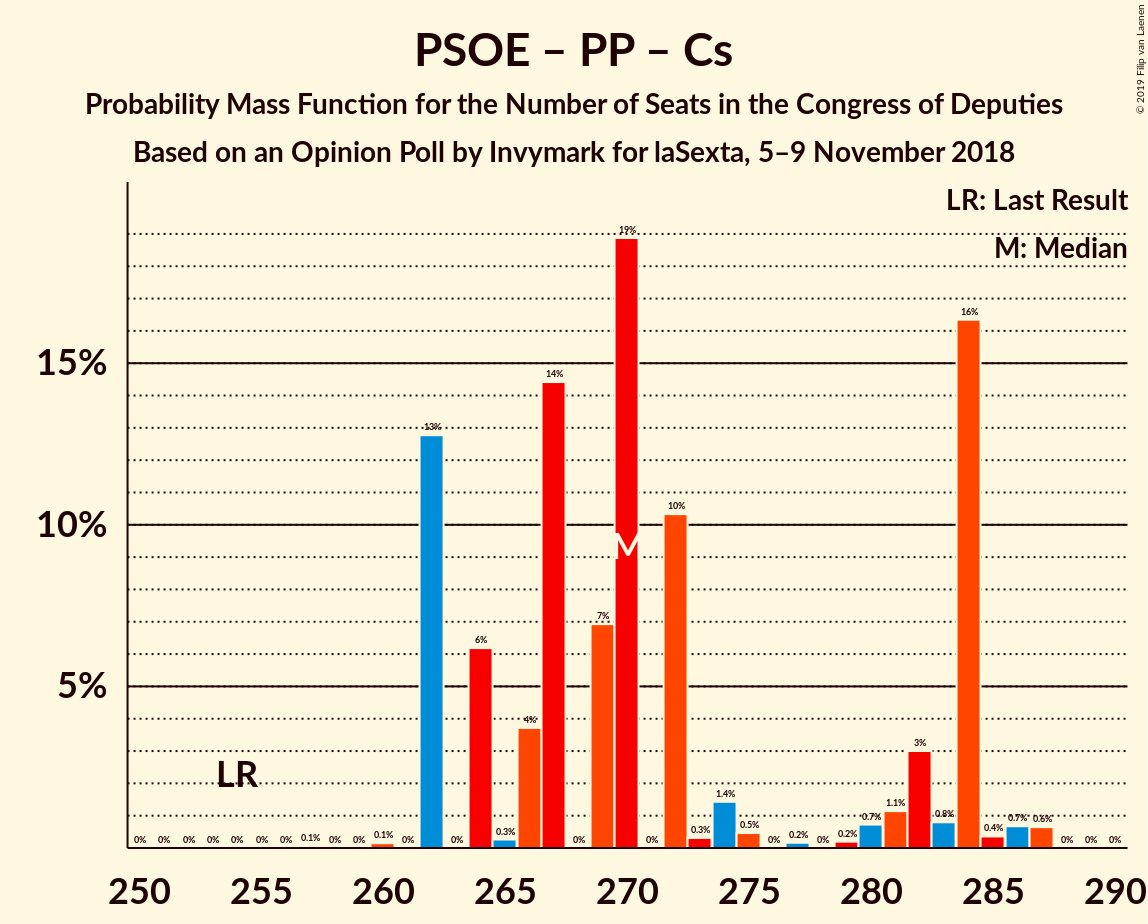 PSOE – PP – Cs
Probability Mass Function for the Number of Seats in the Congress of Deputies
Based on an Opinion Poll by Invymark for laSexta, 5–9 November 2018
© 2019 Filip van Laenen
LR: Last Result
M: Median
15%
10%
5%
0% 0% 0% 0% 0% 0% 0% 0.1% 0% 0% 0.1% 0% 13% 0% 6% 0.3% 4% 14% 0% 7% 19% 0% 10% 0.3% 1.4% 0.5% 0% 0.2% 0% 0.2% 0.7% 1.1% 3% 0.8% 16% 0.4% 0.7% 0.6% 0% 0% 0%
M
LR
250 255 260 265 270 275 280 285 290